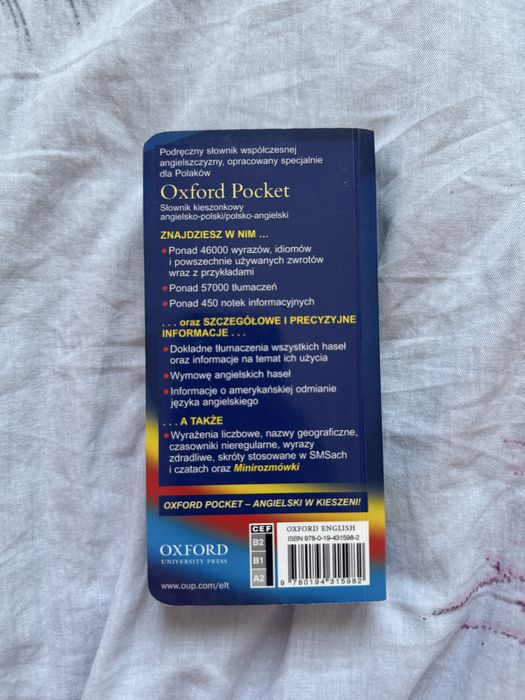 Podręczny słownik współczesnej
angielszczyzny, opracowany specjalnie
dla Polaków
Oxford Pocket
Słownik kieszonkowy
angielsko-polski/polsko-angielski
ZNAJDZIESZ W NIM ...
• Ponad 46000 wyrazów, idiomów
i powszechnie używanych zwrotów
wraz z przykładami
• Ponad 57000 tłumaczeń
• Ponad 450 notek informacyjnych
. . . oraz SZCZEGÓŁOWE I PRECYZYJNE
INFORMACJE . . .
• Dokładne tłumaczenia wszystkich haseł
oraz informacje na temat ich użycia
• Wymowę angielskich haseł
• Informacje o amerykańskiej odmianie
języka angielskiego
. . . A TAKŻE
• Wyrażenia liczbowe, nazwy geograficzne,
czasowniki nieregularne, wyrazy
zdradliwe, skróty stosowane w SMSach
i czatach oraz Minirozmówki
OXFORD POCKET – ANGIELSKI W KIESZENI!
OXFORD
UNIVERSITY PRESS
www.oup.com/elt
CEF
B2
B1
A2
OXFORD ENGLISH
ISBN 978-0-19-431598-2
9 780194 315982